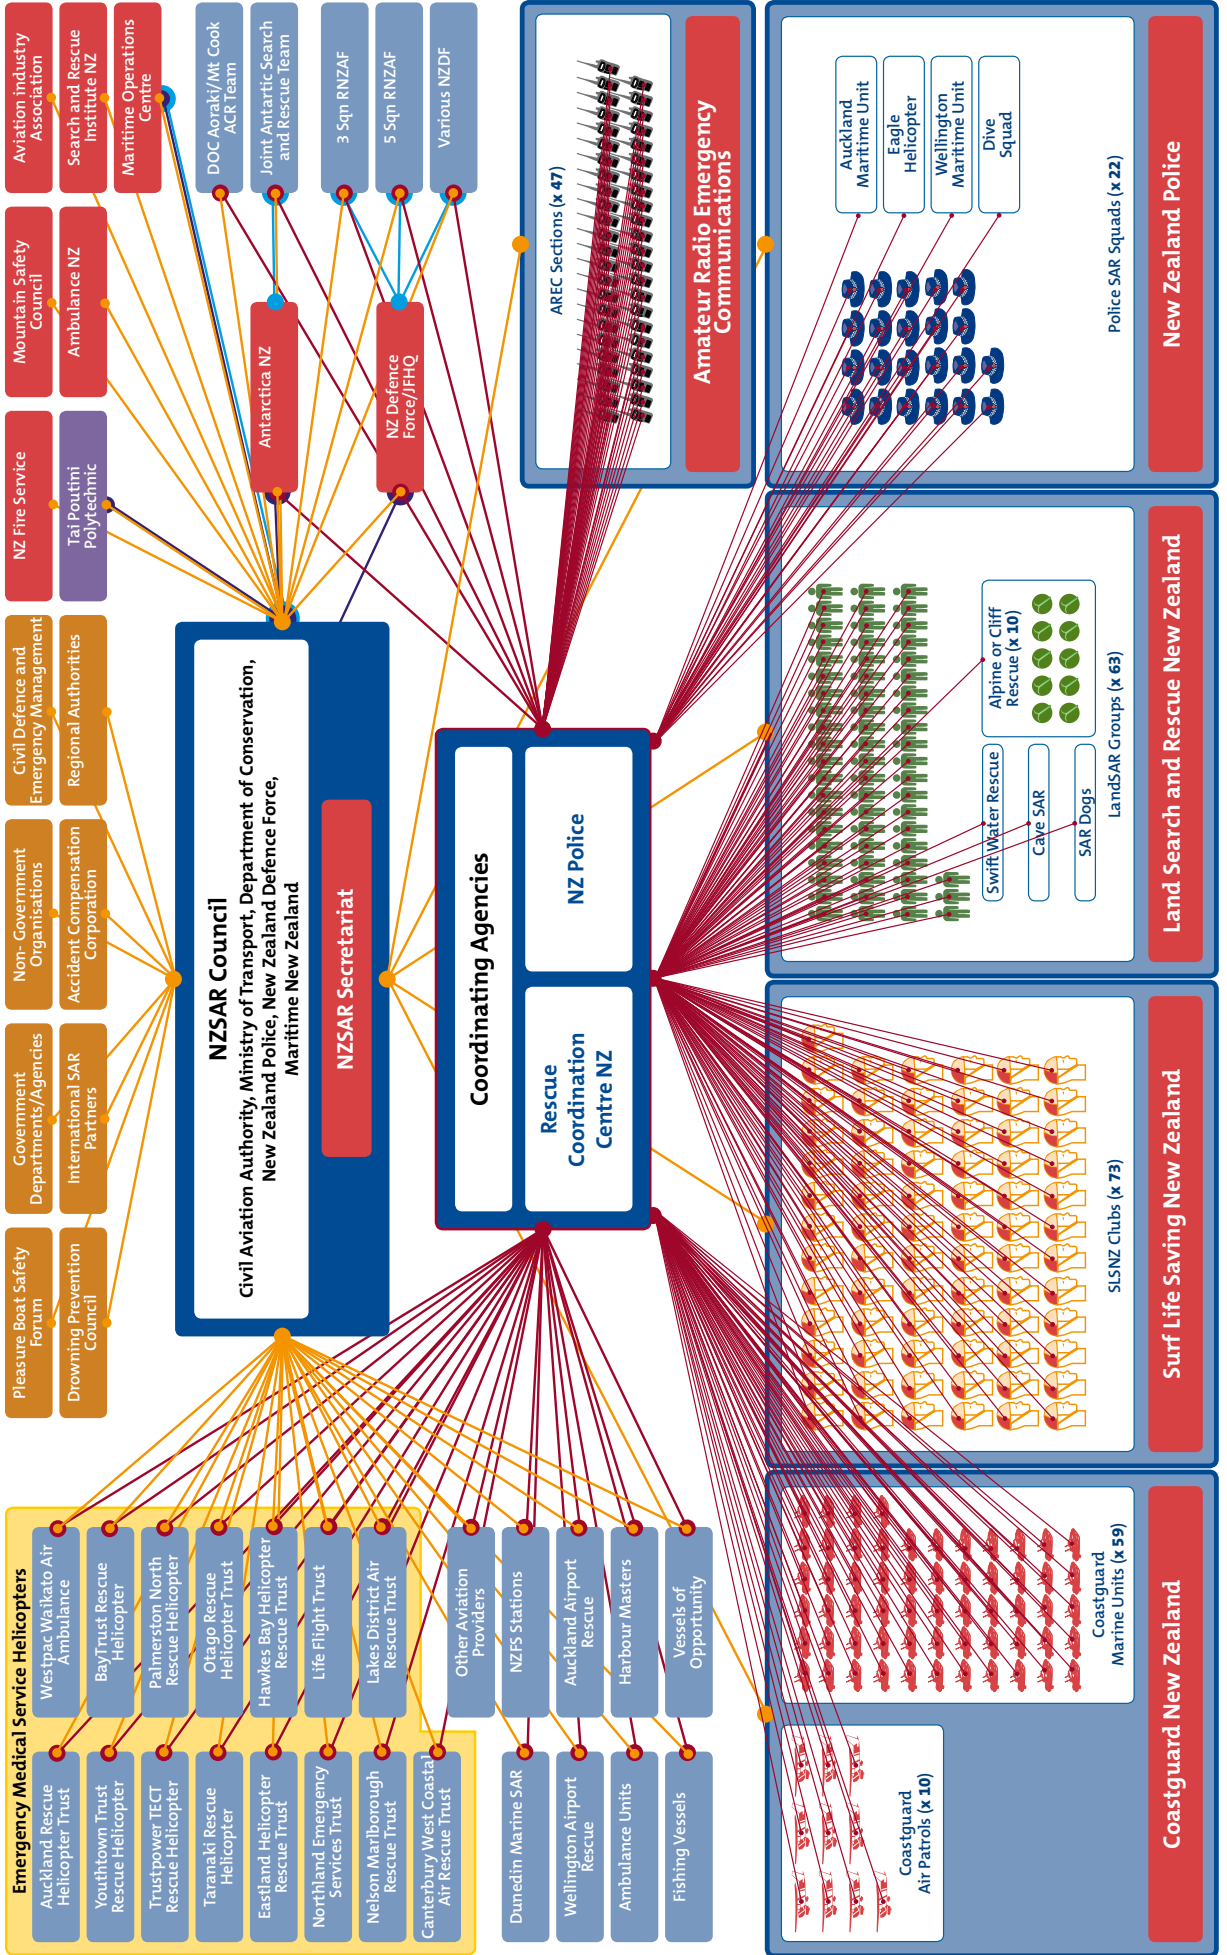 Emergency Medical Service Helicopters
Auckland Rescue
Helicopter Trust
Westpac Waikato Air
Ambulance
Youthtown Trust
Rescue Helicopter
BayTrust Rescue
Helicopter
Trustpower TECT
Rescue Helicopter
Palmerston North
Rescue Helicopter
Taranaki Rescue
Helicopter
Otago Rescue
Helicopter Trust
Eastland Helicopter
Rescue Trust
Hawkes Bay Helicopter
Rescue Trust
Northland Emergency
Services Trust
Life Flight Trust
Nelson Marlborough
Rescue Trust
Lakes District Air
Rescue Trust
Canterbury West Coastal
Air Rescue Trust
Other Aviation
Providers
Dunedin Marine SAR
NZFS Stations
Wellington Airport
Rescue
Auckland Airport
Rescue
Ambulance Units
Harbour Masters
Fishing Vessels
Vessels of
Opportunity
Pleasure Boat Safety
Forum
Government
Departments/Agencies
Non- Government
Organisations
Civil Defence and
Emergency Management
NZ Fire Service
Mountain Safety
Council
Aviation industry
Association
Drowning Prevention
Council
International SAR
Partners
Accident Compensation
Corporation
Regional Authorities
Tai Poutini
Polytechnic
Ambulance NZ
Search and Rescue
Institute NZ
Maritime Operations
Centre
NZSAR Council
Civil Aviation Authority, Ministry of Transport, Department of Conservation,
New Zealand Police, New Zealand Defence Force,
Maritime New Zealand
NZSAR Secretariat
DOC Aoraki/Mt Cook
ACR Team
Joint Antartic Search
and Rescue Team
Antarctica NZ
3 Sqn RNZAF
5 Sqn RNZAF
Various NZDF
NZ Defence
Force/JFHQ
Coordinating Agencies
Rescue
Coordination
Centre NZ
NZ Police
AREC Sections (x 47)
Amateur Radio Emergency
Communications
Coastguard
Air Patrols (x 10)
Coastguard
Marine Units (x 59)
Coastguard New Zealand
SLSNZ Clubs (x 73)
Surf Life Saving New Zealand
Swift Water Rescue
Cave SAR
SAR Dogs
Alpine or Cliff
Rescue (x 10)
LandSAR Groups (x 63)
Land Search and Rescue New Zealand
Auckland
Maritime Unit
Eagle
Helicopter
Wellington
Maritime Unit
Dive
Squad
Police SAR Squads (x 22)
New Zealand Police